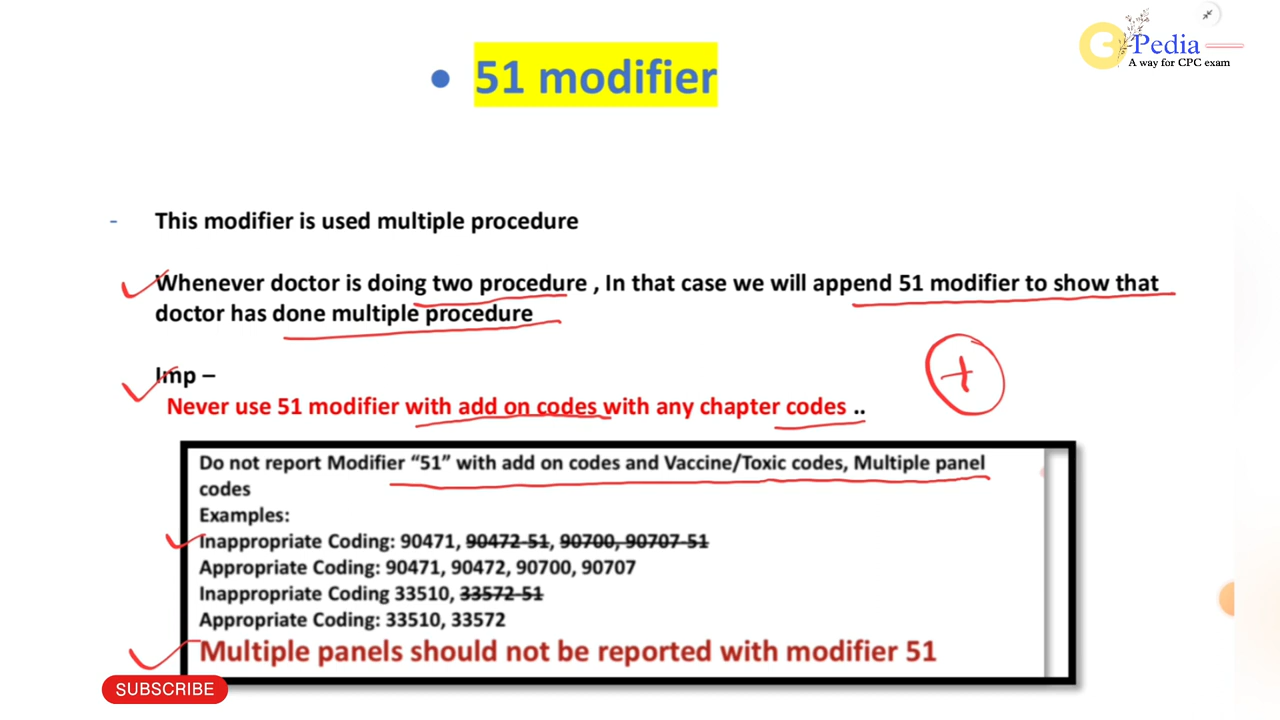 Pedia
A way for CPC exam
• 51 modifier
- This modifier is used multiple procedure
Whenever doctor is doing two procedure , In that case we will append 51 modifier to show that
doctor has done multiple procedure
Imp –
Never use 51 modifier with add on codes with any chapter codes ..
+
Do not report Modifier “51” with add on codes and Vaccine/Toxic codes, Multiple panel
codes
Examples:
Inappropriate Coding: 90471, 90472-51, 90700, 90707-51
Appropriate Coding: 90471, 90472, 90700, 90707
Inappropriate Coding 33510, 33572-51
Appropriate Coding: 33510, 33572
Multiple panels should not be reported with modifier 51
SUBSCRIBE